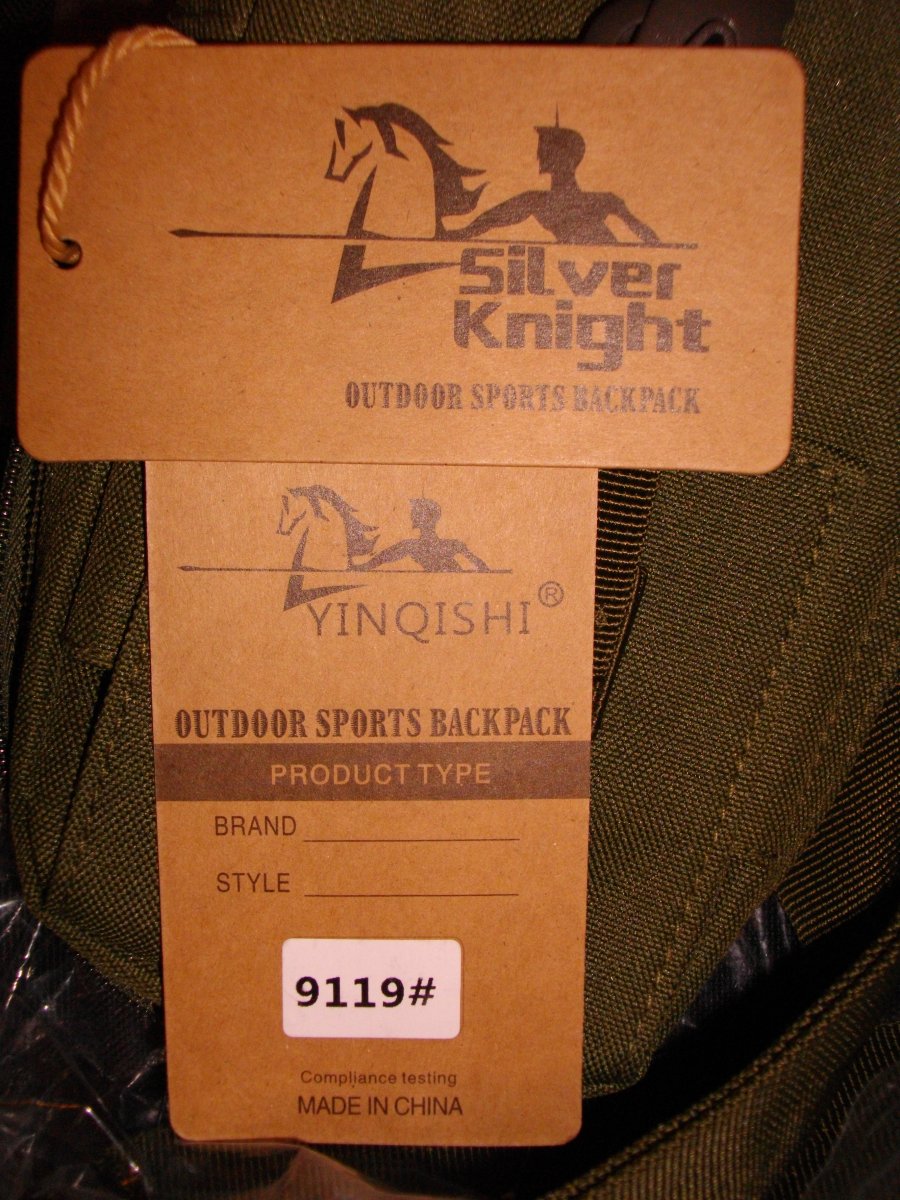 Silver
Knight
OUTDOOR SPORTS BACKPACK
YINQISHI®
OUTDOOR SPORTS BACKPACK
PRODUCT TYPE
BRAND
STYLE
9119#
Compliance testing
MADE IN CHINA